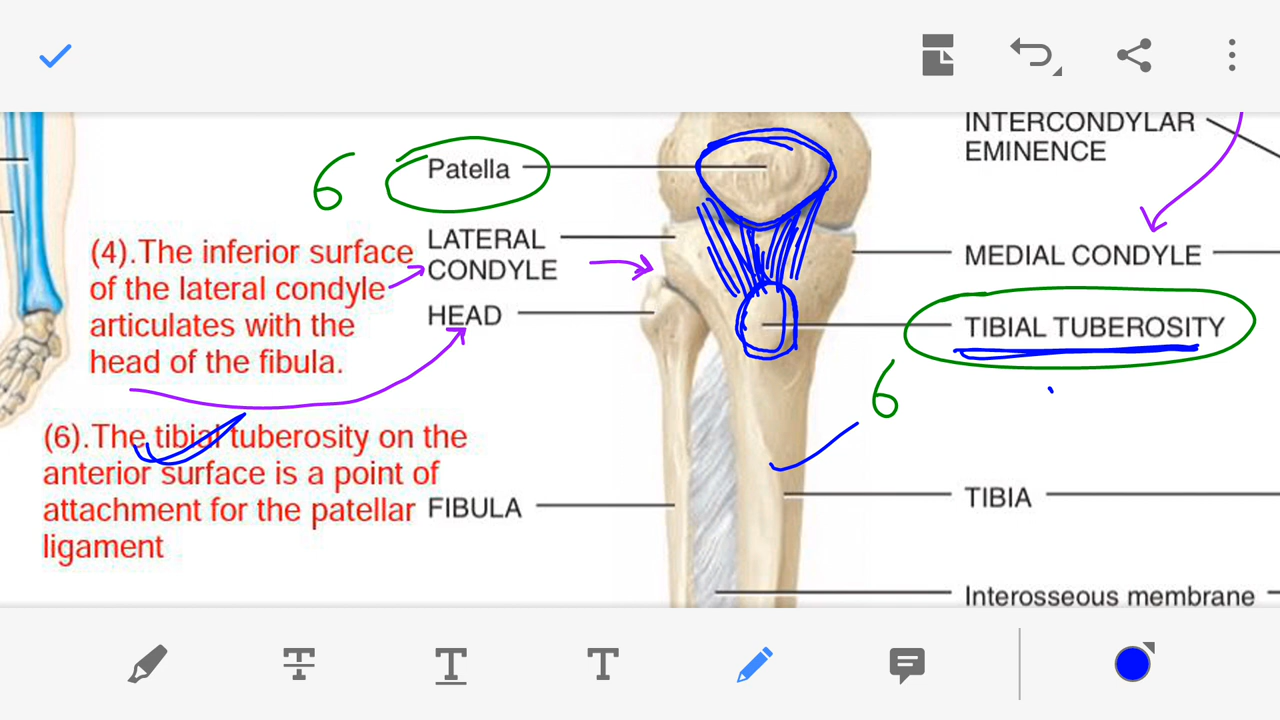 INTERCONDYLAR
EMINENCE
6
Patella
(4).The inferior surface
of the lateral condyle
articulates with the
head of the fibula.
LATERAL
CONDYLE
HEAD
MEDIAL CONDYLE
TIBIAL TUBEROSITY
6
(6).The tibial tuberosity on the
anterior surface is a point of
attachment for the patellar
ligament
FIBULA
TIBIA
Interosseous membrane